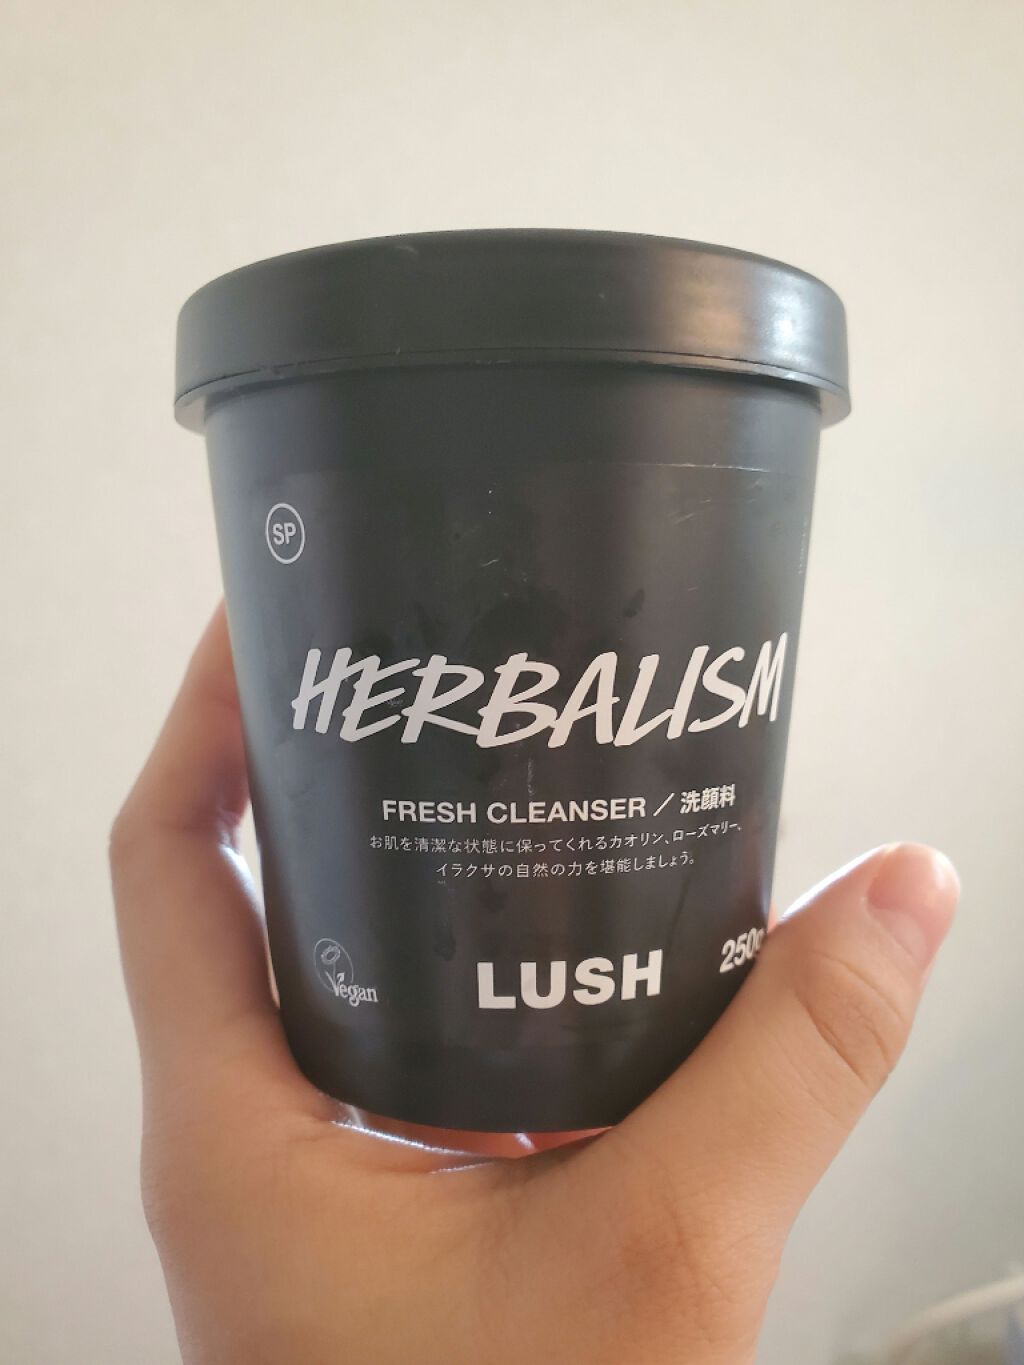 SP
HERBALISM
FRESH CLEANSER / 洗顔料
お肌を清潔な状態に保ってくれるカオリン、ローズマリー、
イラクサの自然の力を堪能しましょう。
Vegan
LUSH
250g